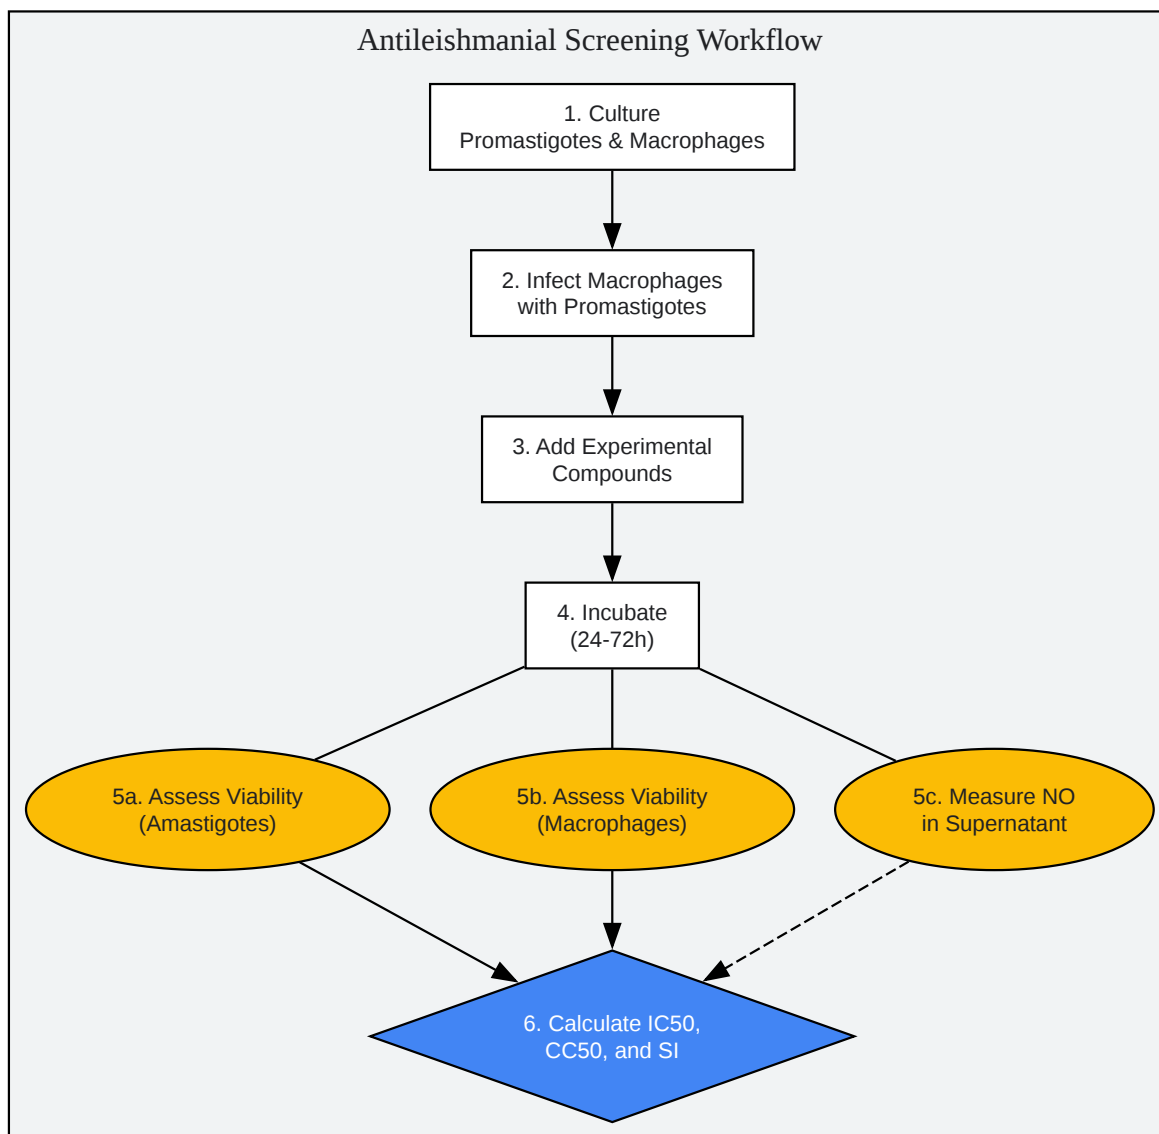 Antileishmanial Screening Workflow
1. Culture
Promastigotes & Macrophages
2. Infect Macrophages
with Promastigotes
3. Add Experimental
Compounds
4. Incubate
(24-72h)
5a. Assess Viability
(Amastigotes)
5b. Assess Viability
(Macrophages)
5c. Measure NO
in Supernatant
6. Calculate IC50,
CC50, and SI